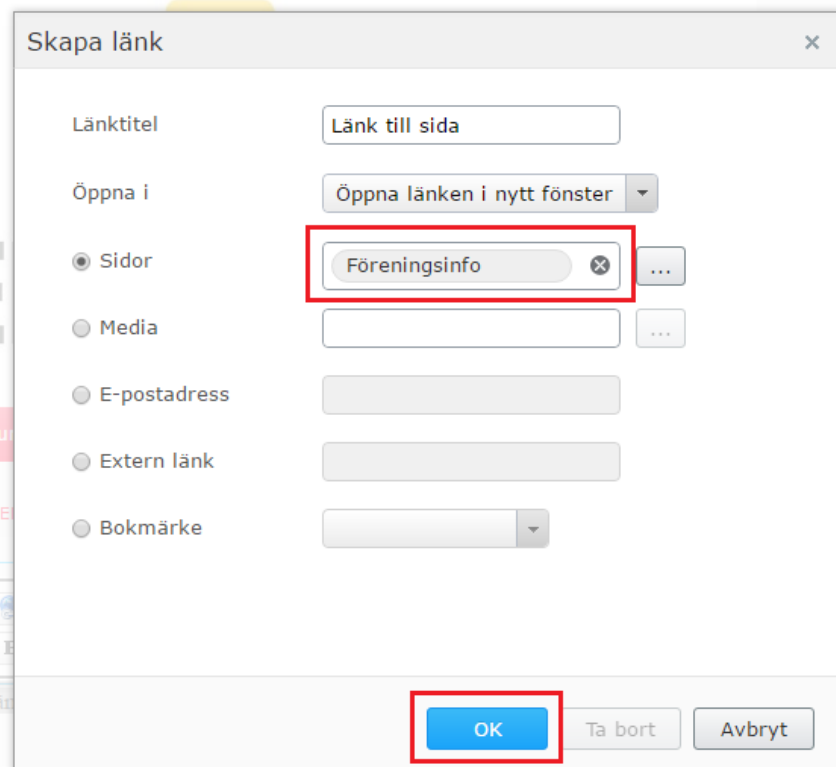 Skapa länk
Länktitel Länk till sida
Öppna i Öppna länken i nytt fönster
Sidor Föreningsinfo ...
Media ...
E-postadress
Extern länk
Bokmärke
OK Ta bort Avbryt